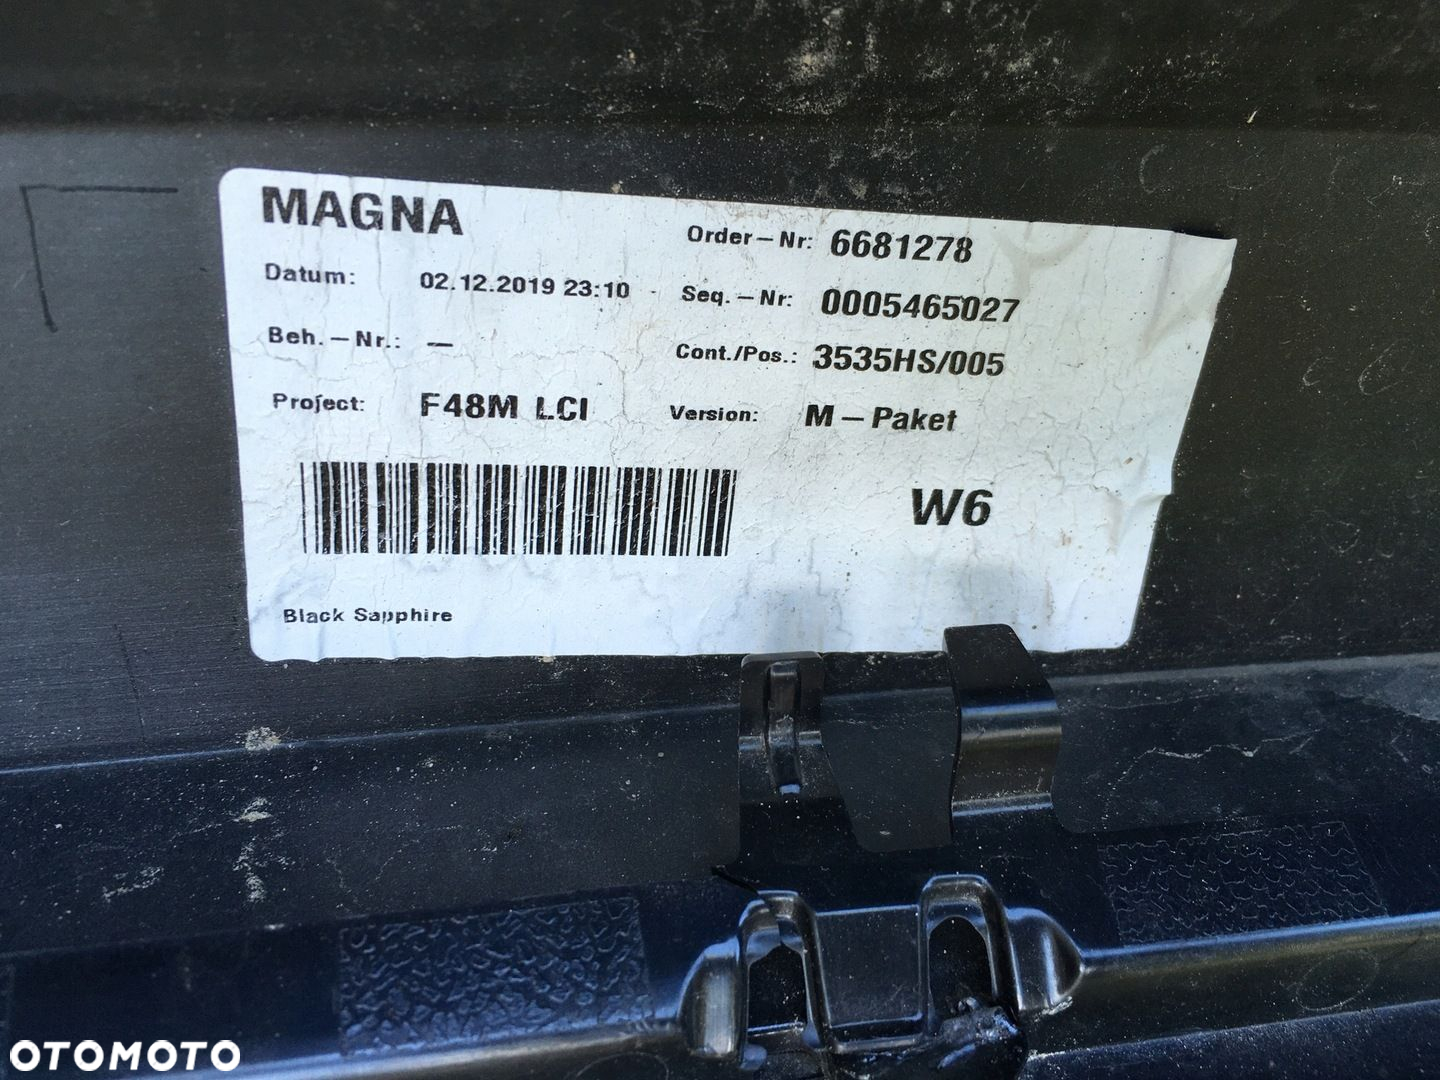 MAGNA
Order-Nr: 6681278
Datum: 02.12.2019 23:10
Seq.-Nr: 0005465027
Beh.-Nr.: -
Cont./Pos.: 3535HS/005
Project: F48M LCI
Version: M-Paket
W6
Black Sapphire
OTOMOTO